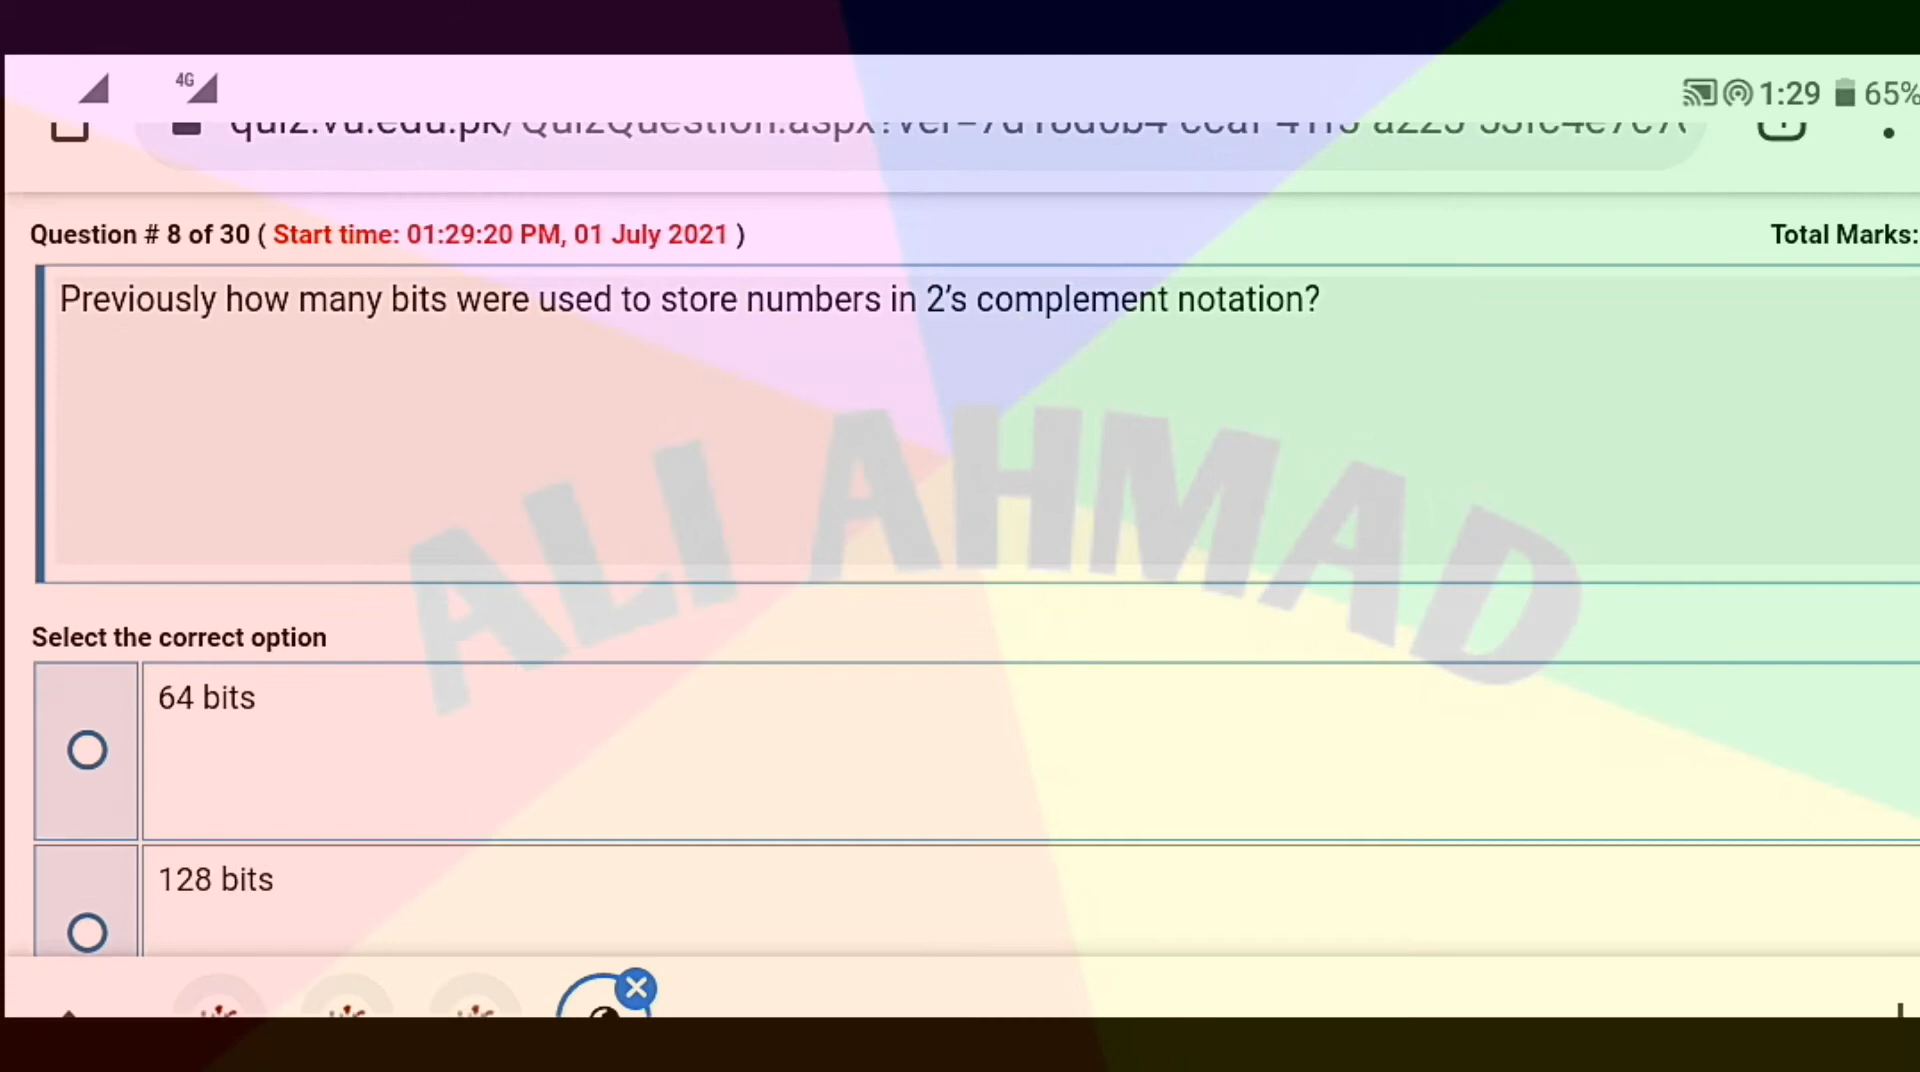 4G
1:29 65%
Question # 8 of 30 ( Start time: 01:29:20 PM, 01 July 2021 )
Total Marks:
Previously how many bits were used to store numbers in 2’s complement notation?
ALI AHMAD
Select the correct option
64 bits
128 bits